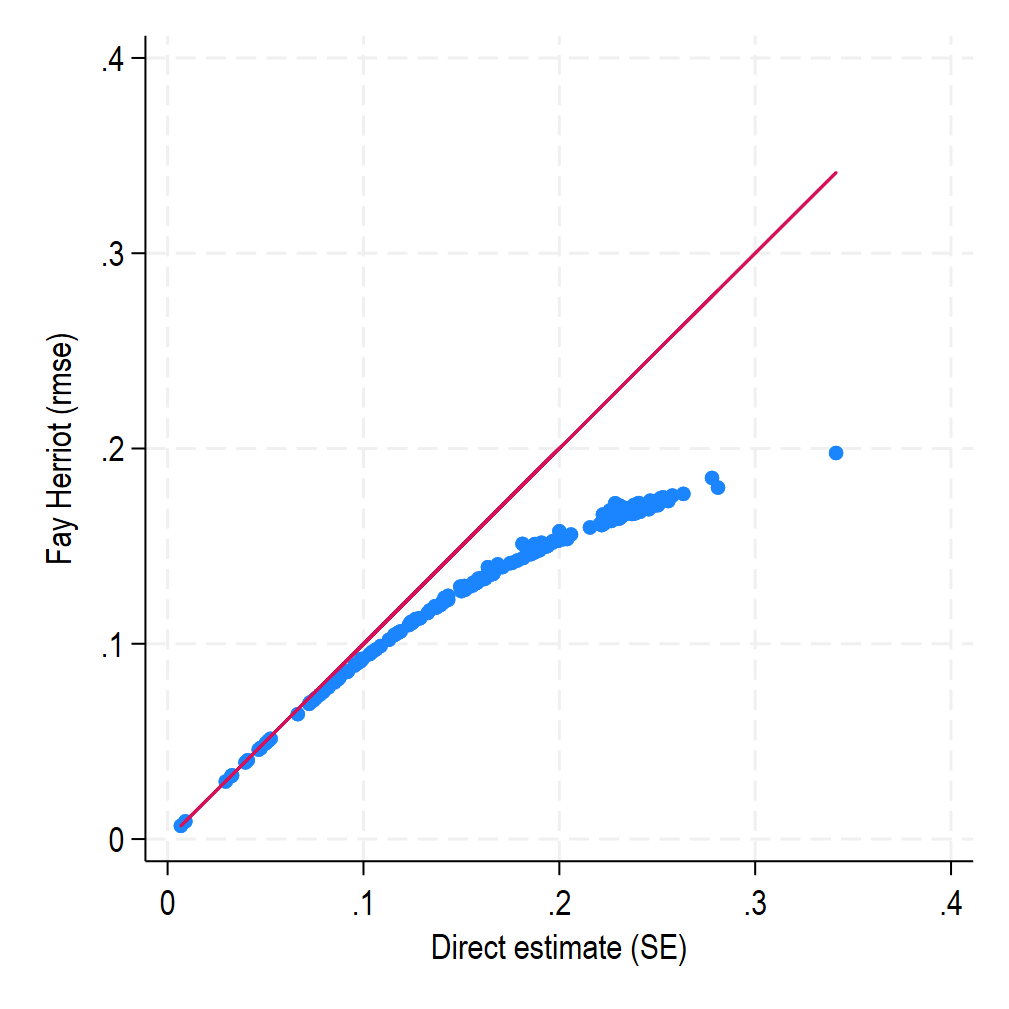 .4
.3
.2
.1
0
Fay Herriot (rmse)
0 .1 .2 .3 .4
Direct estimate (SE)